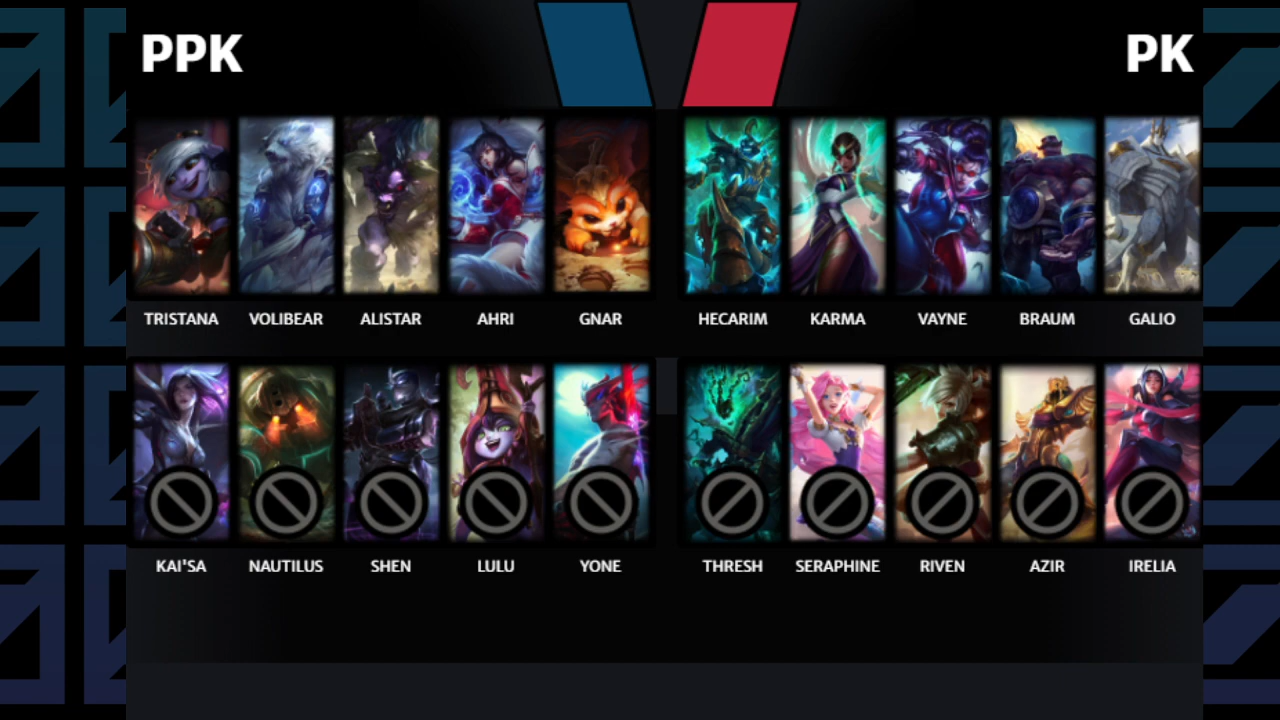 PPK PK
TRISTANA VOLIBEAR ALISTAR AHRI GNAR HECARIM KARMA VAYNE BRAUM GALIO
KAI'SA NAUTILUS SHEN LULU YONE THRESH SERAPHINE RIVEN AZIR IRELIA